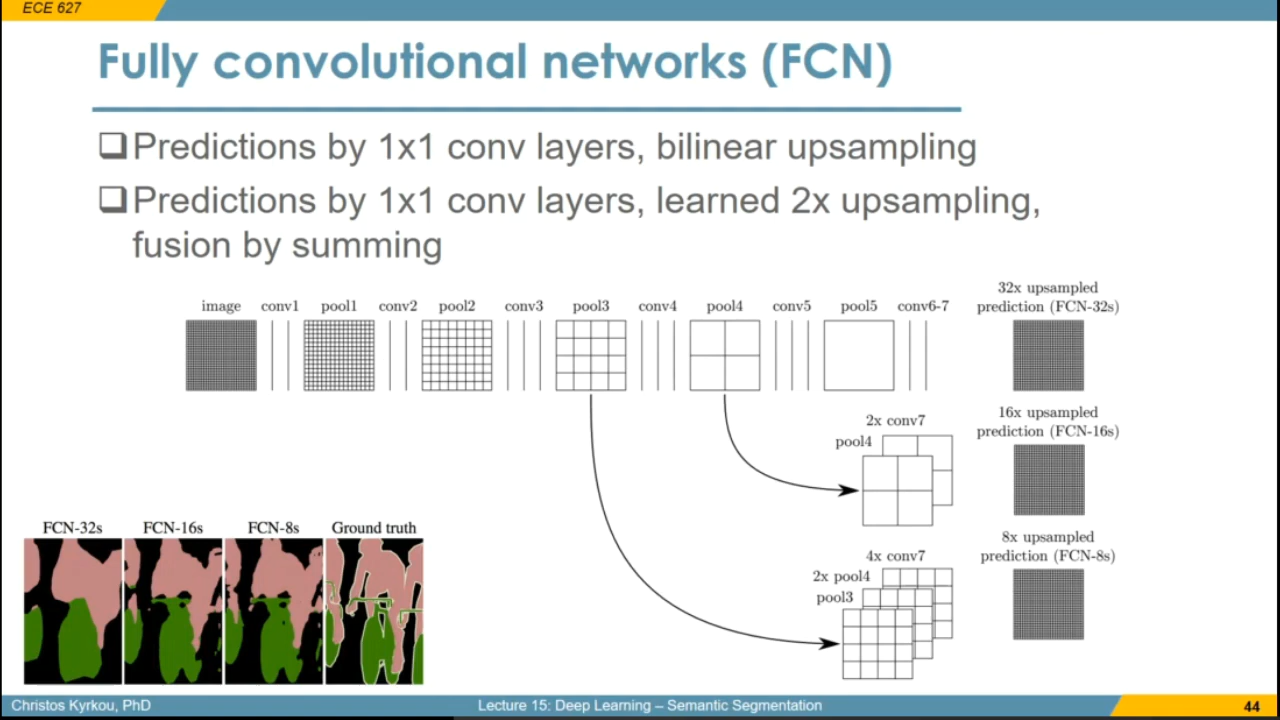 ECE 627
Fully convolutional networks (FCN)
❑Predictions by 1x1 conv layers, bilinear upsampling
❑Predictions by 1x1 conv layers, learned 2x upsampling,
fusion by summing
image conv1 pool1 conv2 pool2 conv3 pool3 conv4 pool4 conv5 pool5 conv6-7
32x upsampled
prediction (FCN-32s)
2x conv7
pool4
16x upsampled
prediction (FCN-16s)
4x conv7
2x pool4
pool3
8x upsampled
prediction (FCN-8s)
FCN-32s FCN-16s FCN-8s Ground truth
Christos Kyrkou, PhD
Lecture 15: Deep Learning – Semantic Segmentation
44